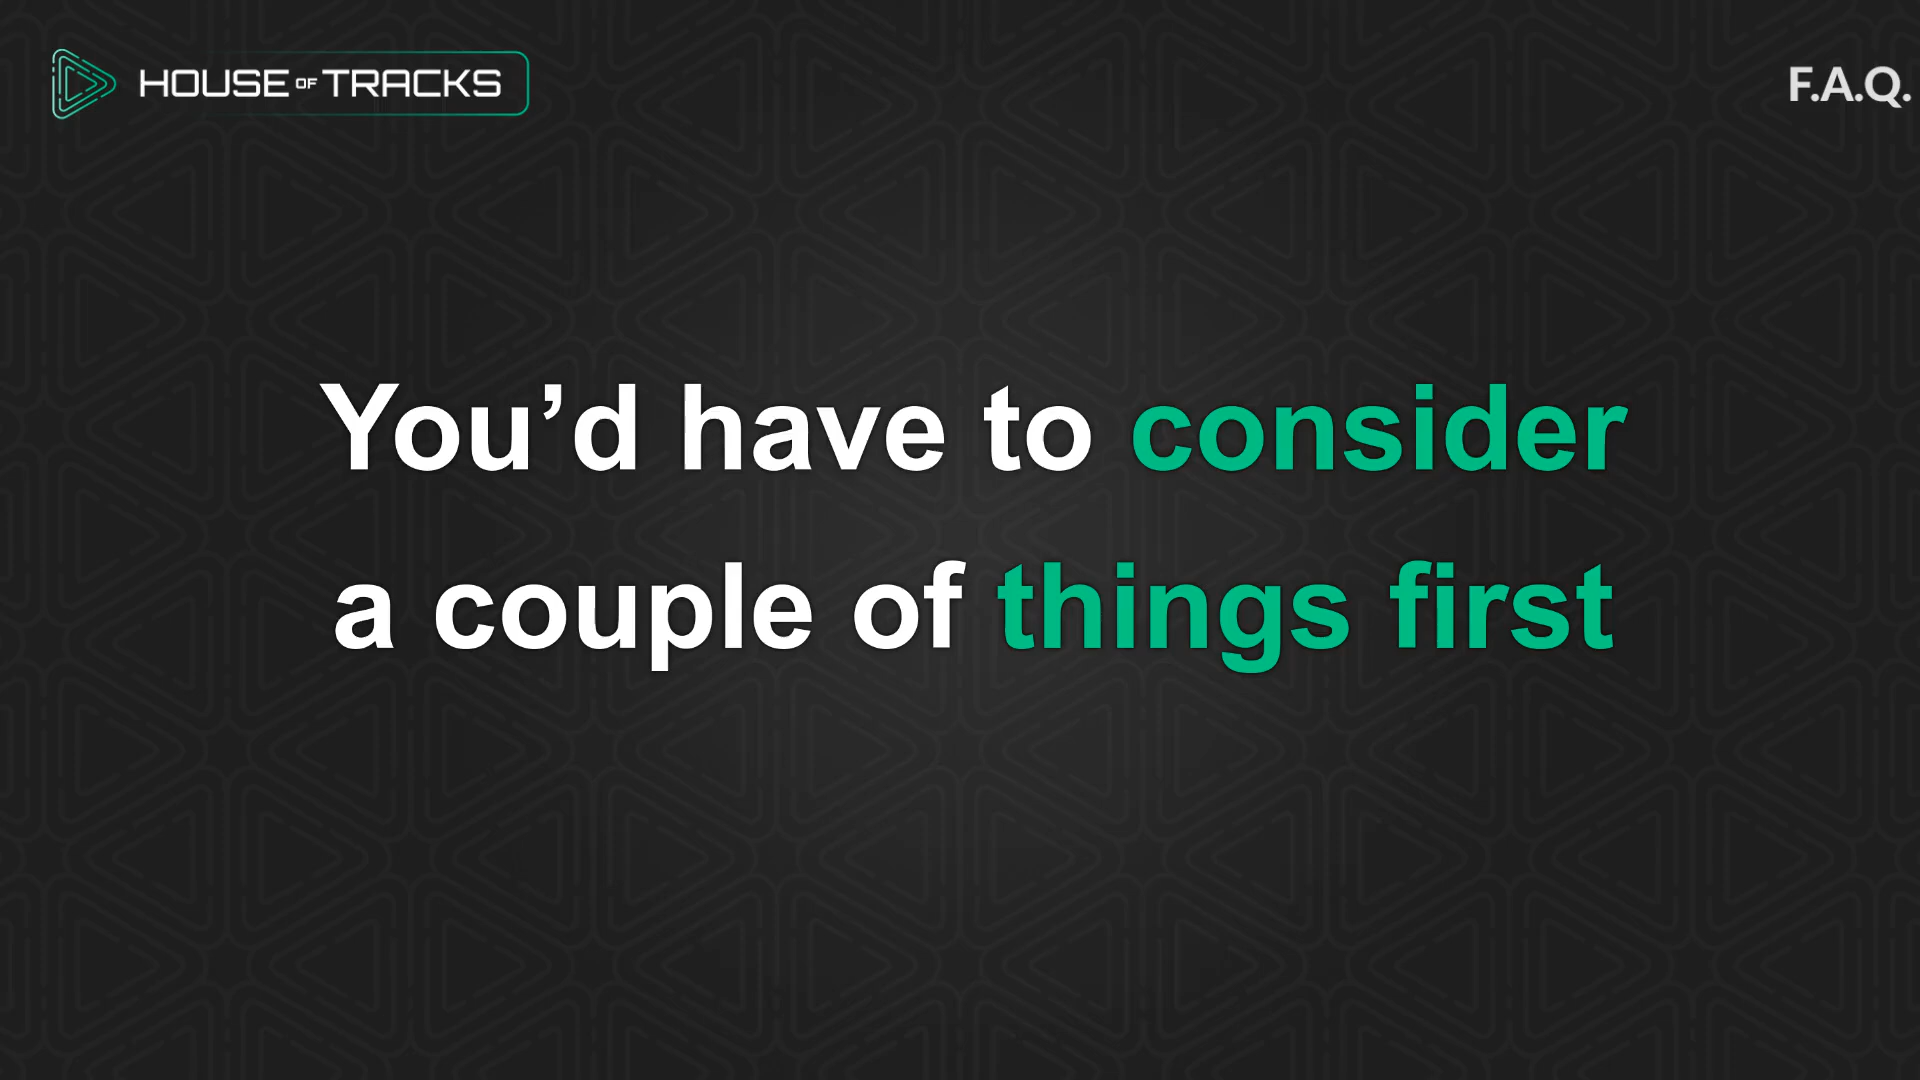 HOUSE OF TRACKS
F.A.Q.
You’d have to consider
a couple of things first